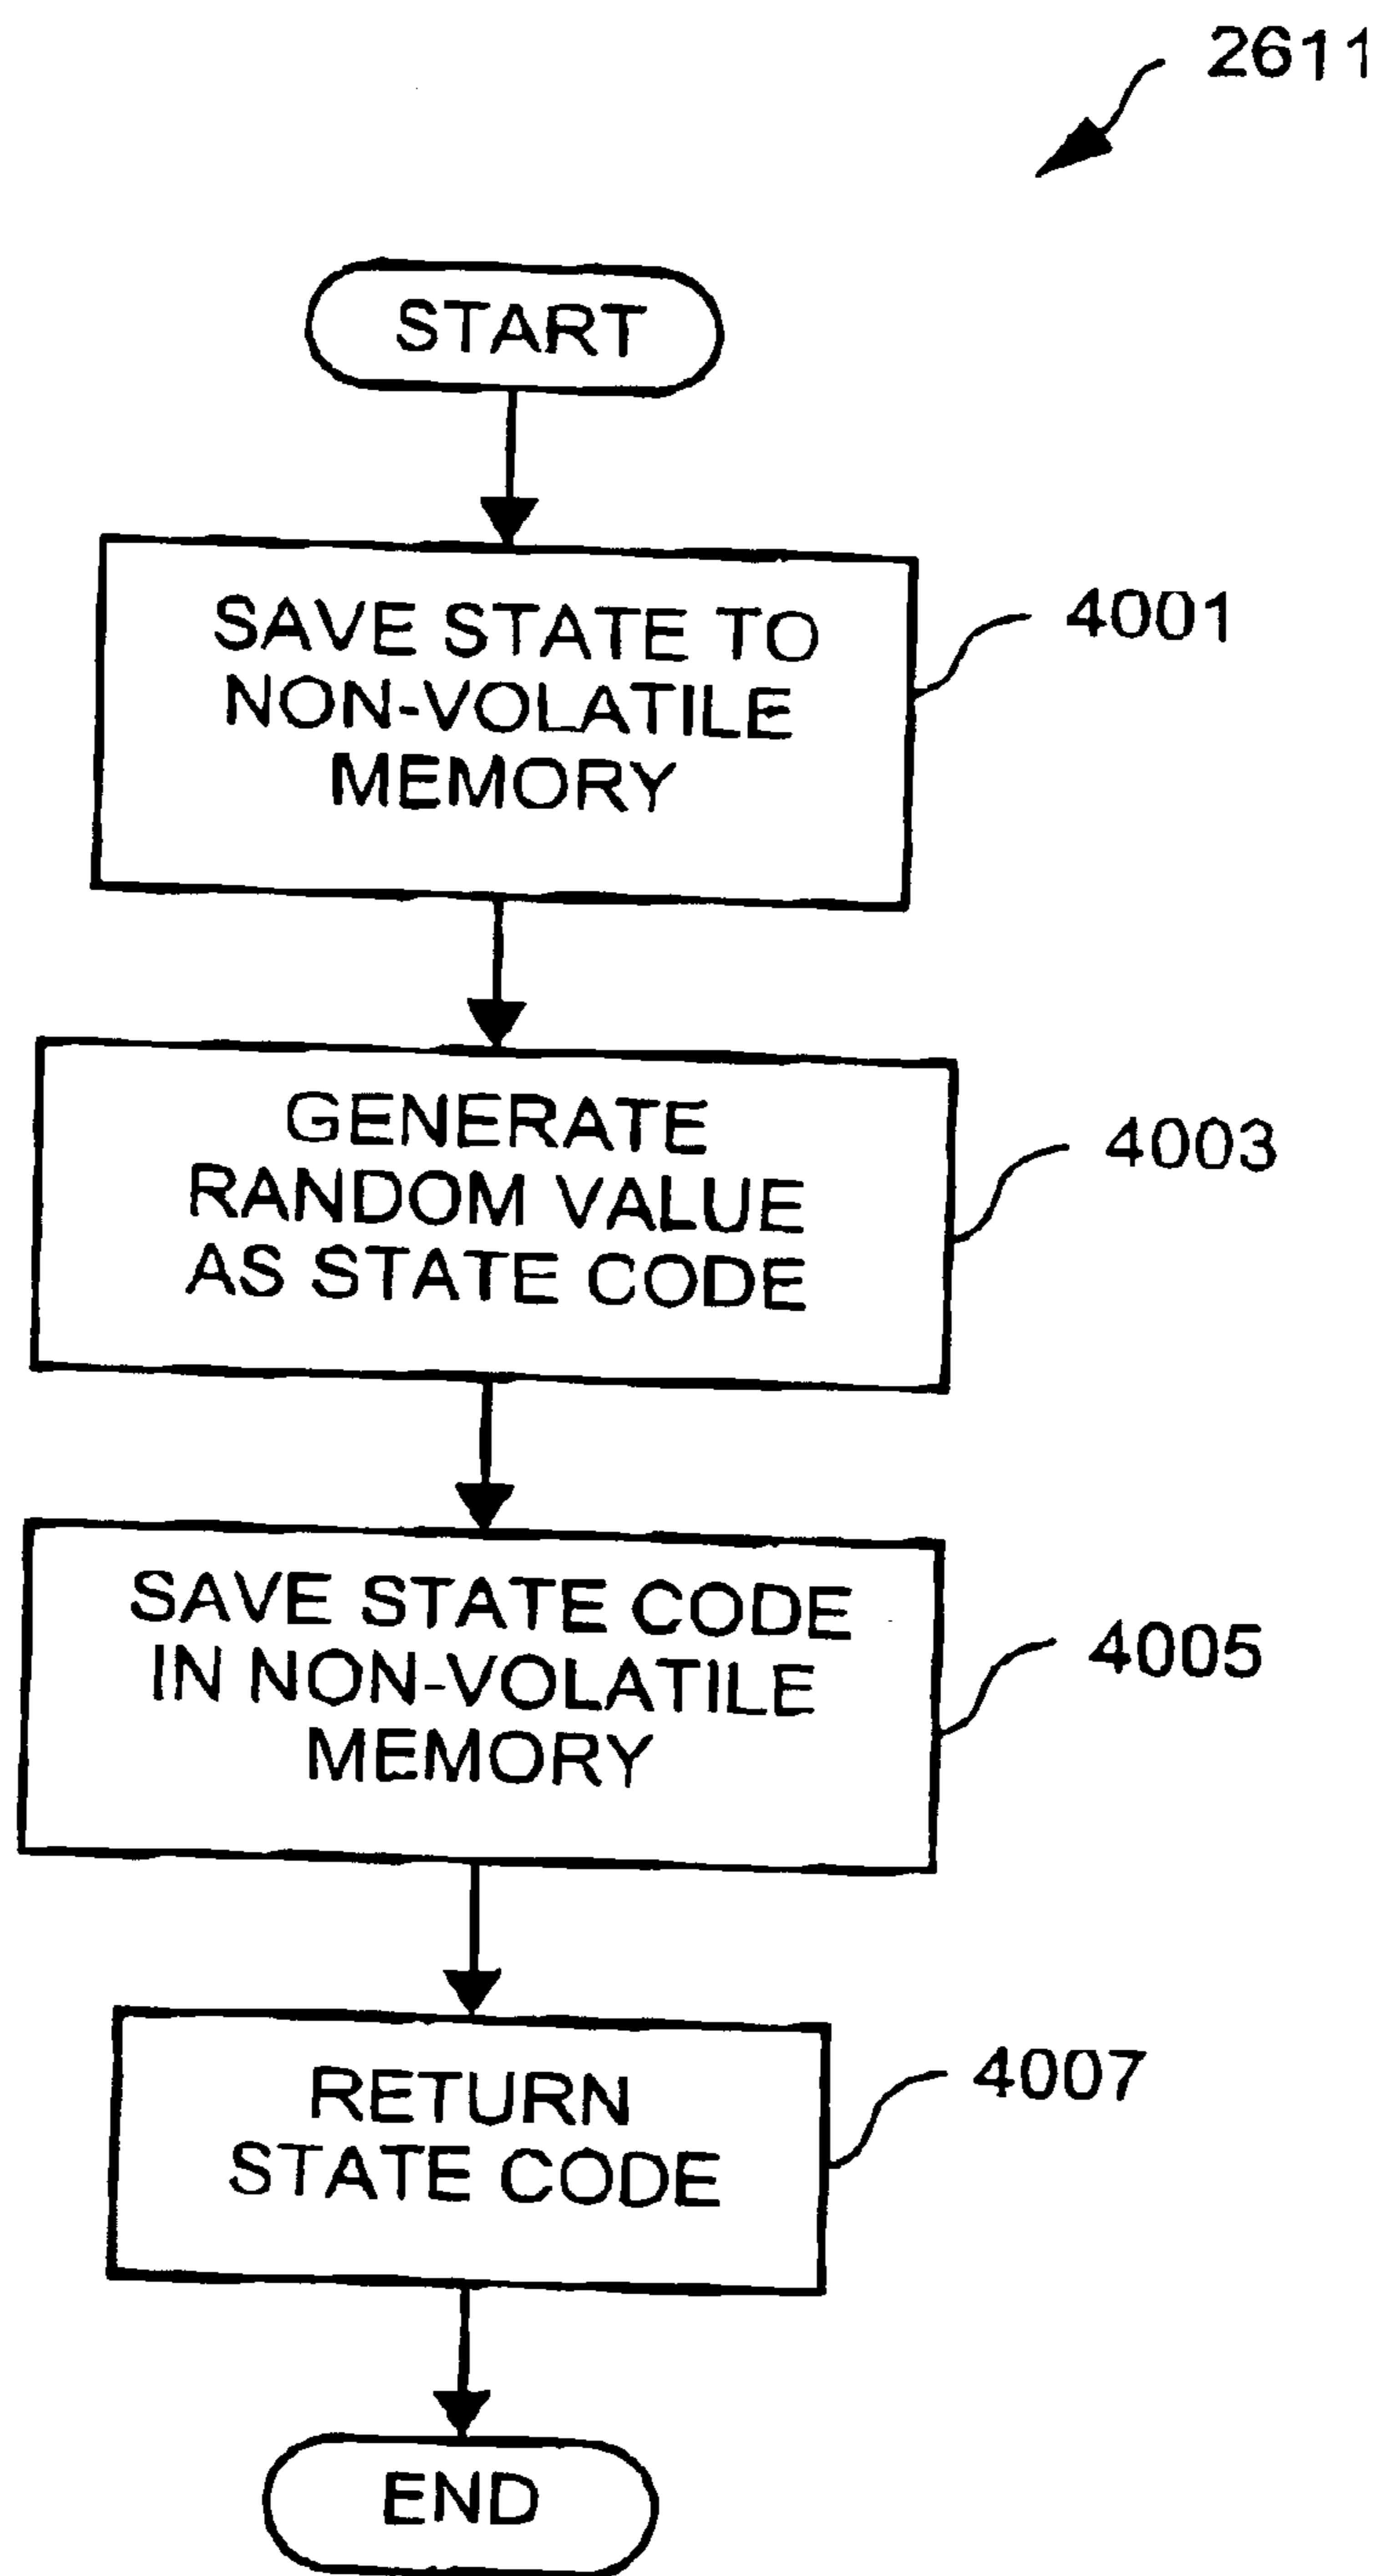 2611
START
SAVE STATE TO
NON-VOLATILE
MEMORY
4001
GENERATE
RANDOM VALUE
AS STATE CODE
4003
SAVE STATE CODE
IN NON-VOLATILE
MEMORY
4005
RETURN
STATE CODE
4007
END